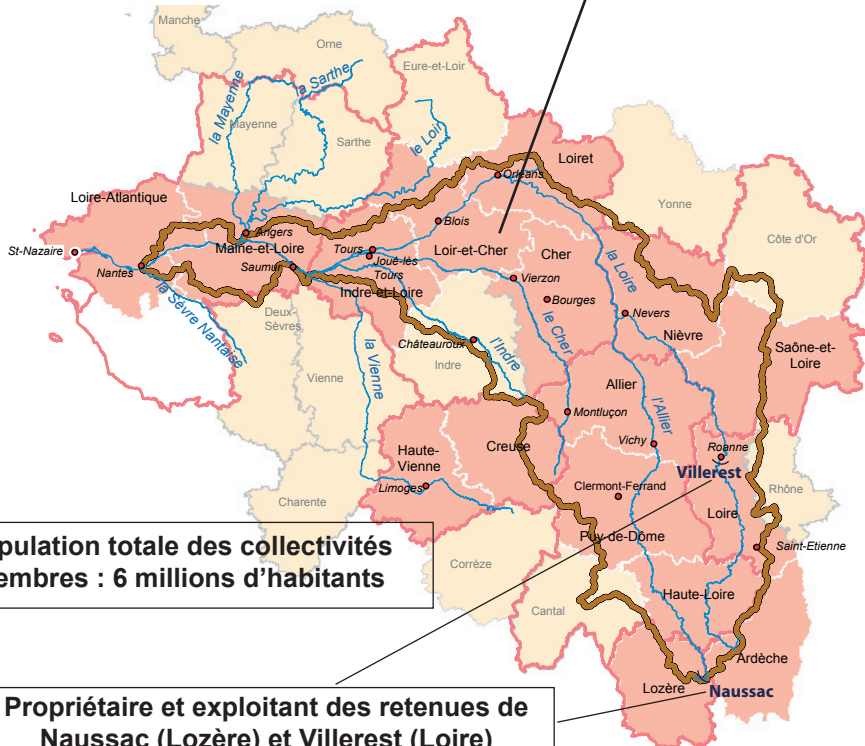 Manche
Orne
Eure-et-Loir
la Sarthe
la Mayenne
Mayenne
Sarthe
le Loir
Loiret
Orléans
Yonne
Loire-Atlantique
Côte d'Or
Angers
Blois
Loir-et-Cher
Cher
la Loire
St-Nazaire
Maine-et-Loire
Tours
Joué-lès
Tours
Saumur
Nantes
Vierzon
Indre-et-Loire
Bourges
la Sèvre Nantaise
le Cher
Nevers
Deux-
Sèvres
Nièvre
Châteauroux
l'Indre
Saône-et-
Loire
la Vienne
Indre
Vienne
Allier
l'Allier
Montluçon
Haute-
Vienne
Creuse
Vichy
Roanne
Villerest
Limoges
Clermont-Ferrand
Rhône
Charente
Loire
Puy-de-Dôme
Saint-Etienne
pulation totale des collectivités
embres : 6 millions d'habitants
Corrèze
Haute-Loire
Cantal
Ardèche
Lozère
Naussac
Propriétaire et exploitant des retenues de
Naussac (Lozère) et Villerest (Loire)